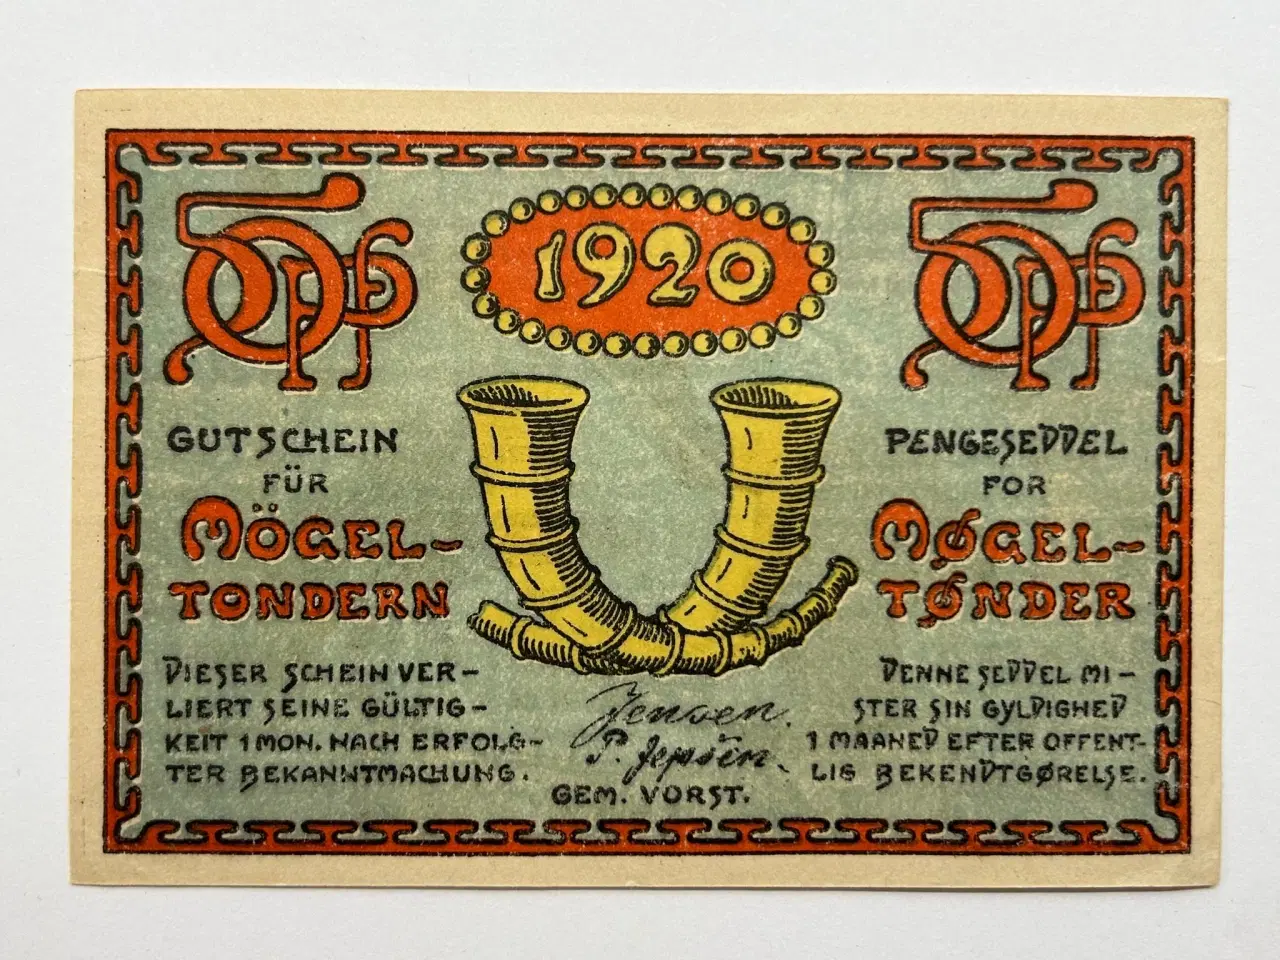 50 Pf
1920
50 Pf
GUTSCHEIN
FÜR
MÖGEL-
TONDERN
DIESER SCHEIN VER-
LIERT SEINE GÜLTIG-
KEIT 1 MON. NACH ERFOLG-
TER BEKANNTMACHUNG.
Jensen.
P. Jepsen.
GEM. VORST.
PENGESEDDEL
FOR
MØGEL-
TØNDER
DENNE SEDDEL MI-
STER SIN GYLDIGHED
1 MAANED EFTER OFFENT-
LIG BEKENDTGØRELSE.